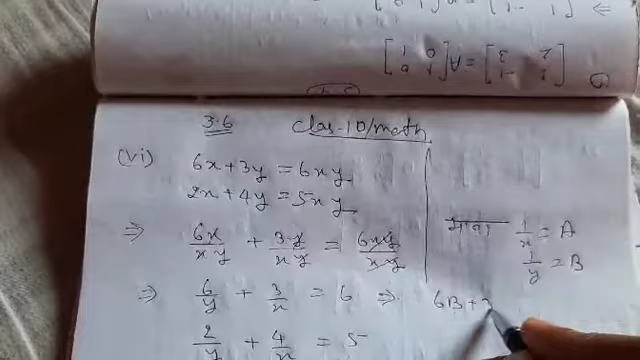 3.6 Clas-10/math
(vi) 6x+3y=6xy
2x+4y=5xy
⇒ 6x/xy + 3y/xy = 6xy/xy
माना 1/x = A
1/y = B
⇒ 6/y + 3/x = 6 ⇒ 6B+3
2/y + 4/x = 5